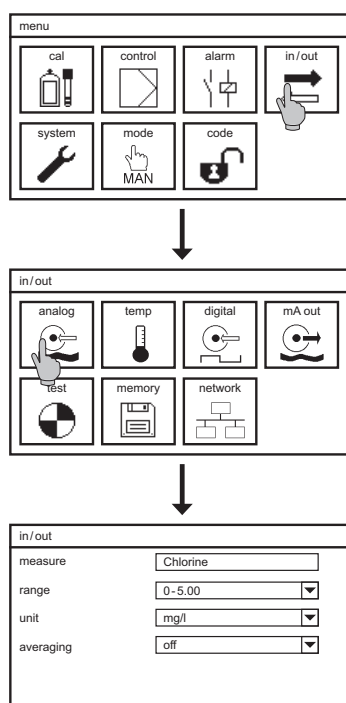 menu
cal control alarm in/out
system mode code
MAN
in/out
analog temp digital mA out
test memory network
in/out
measure Chlorine
range 0-5.00
unit mg/l
averaging off